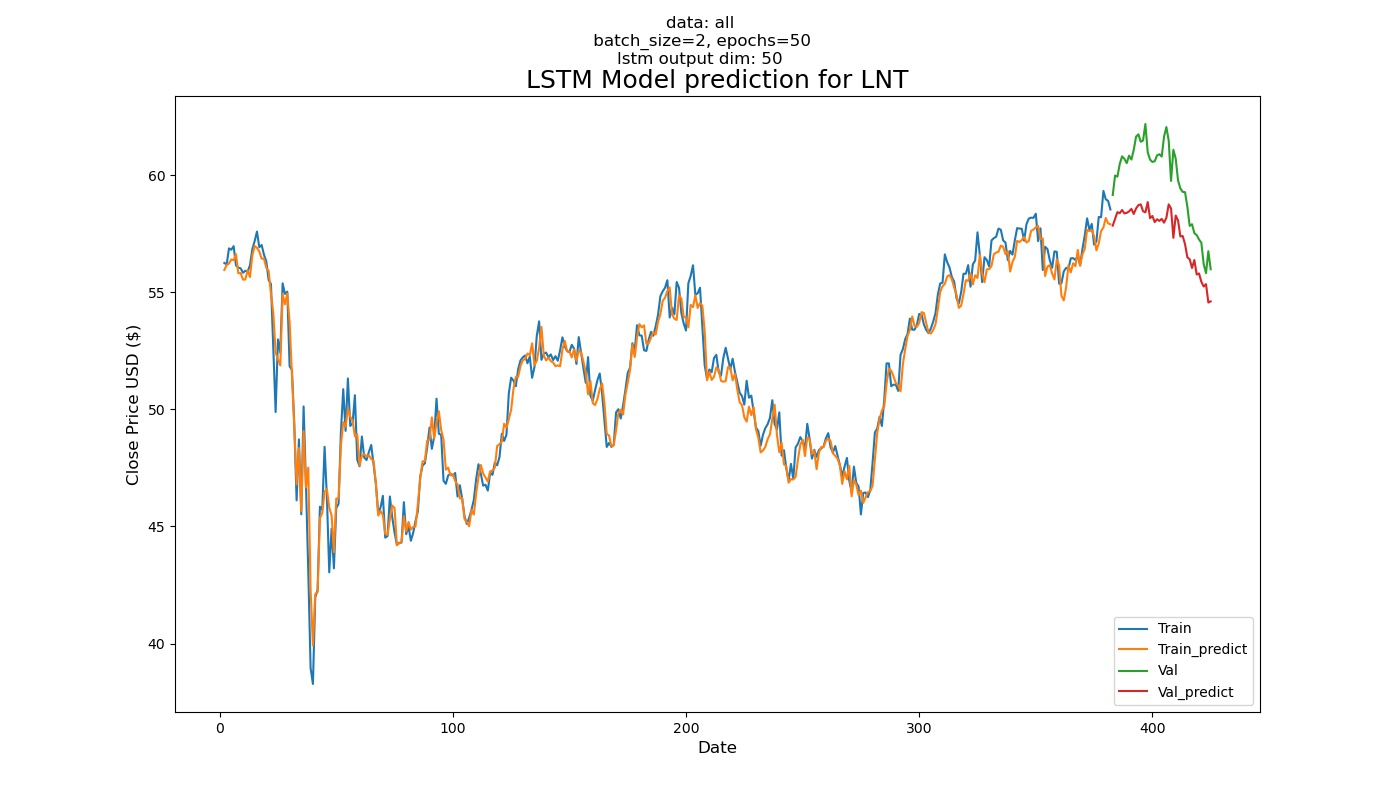 data: all
batch_size=2, epochs=50
lstm output dim: 50
LSTM Model prediction for LNT
Close Price USD ($)
60
55
50
45
40
0
100
200
300
400
Date
Train
Train_predict
Val
Val_predict